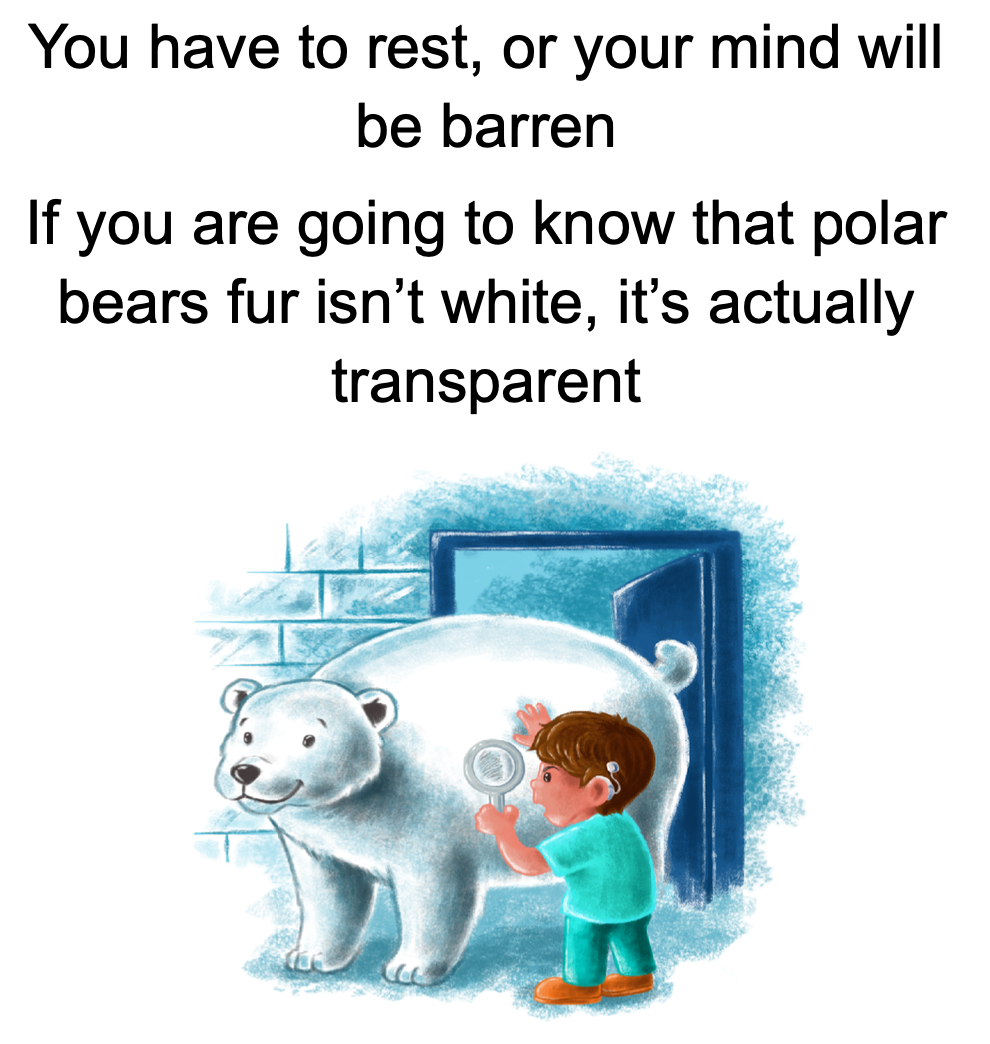 You have to rest, or your mind will
be barren
If you are going to know that polar
bears fur isn’t white, it’s actually
transparent